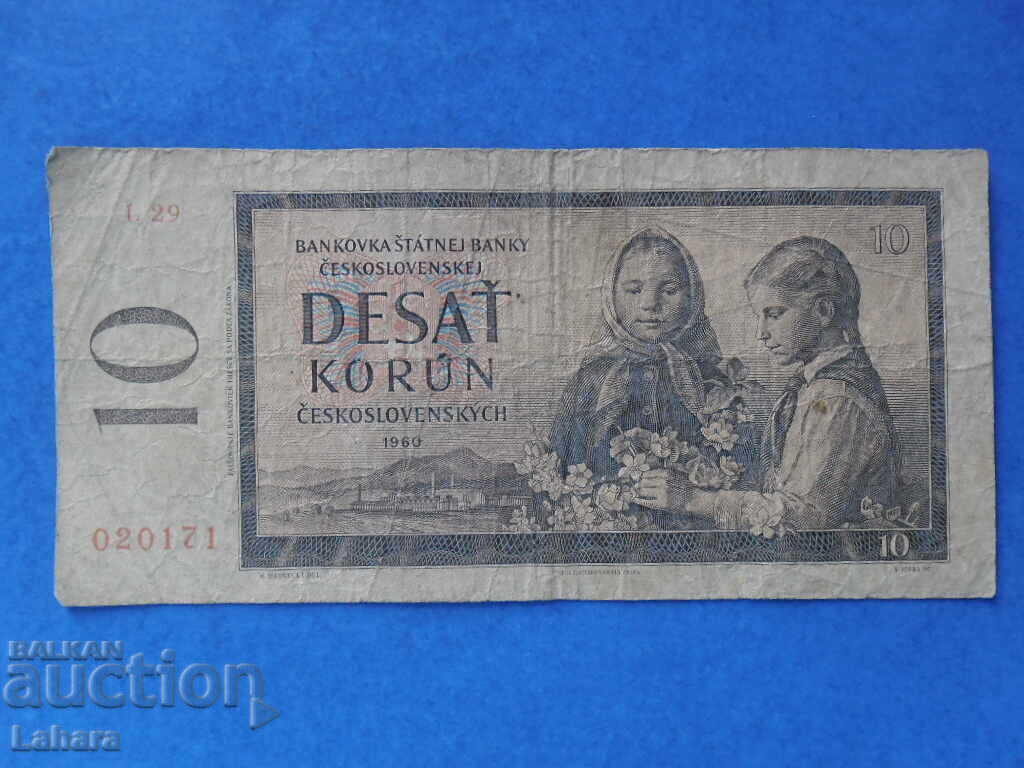 L 29
BANKOVKA ŠTÁTNEJ BANKY
ČESKOSLOVENSKEJ
DESAŤ
KORÚN
ČESKOSLOVENSKÝCH
1960
10
10
10
020171
BALKAN
auction
Lahara